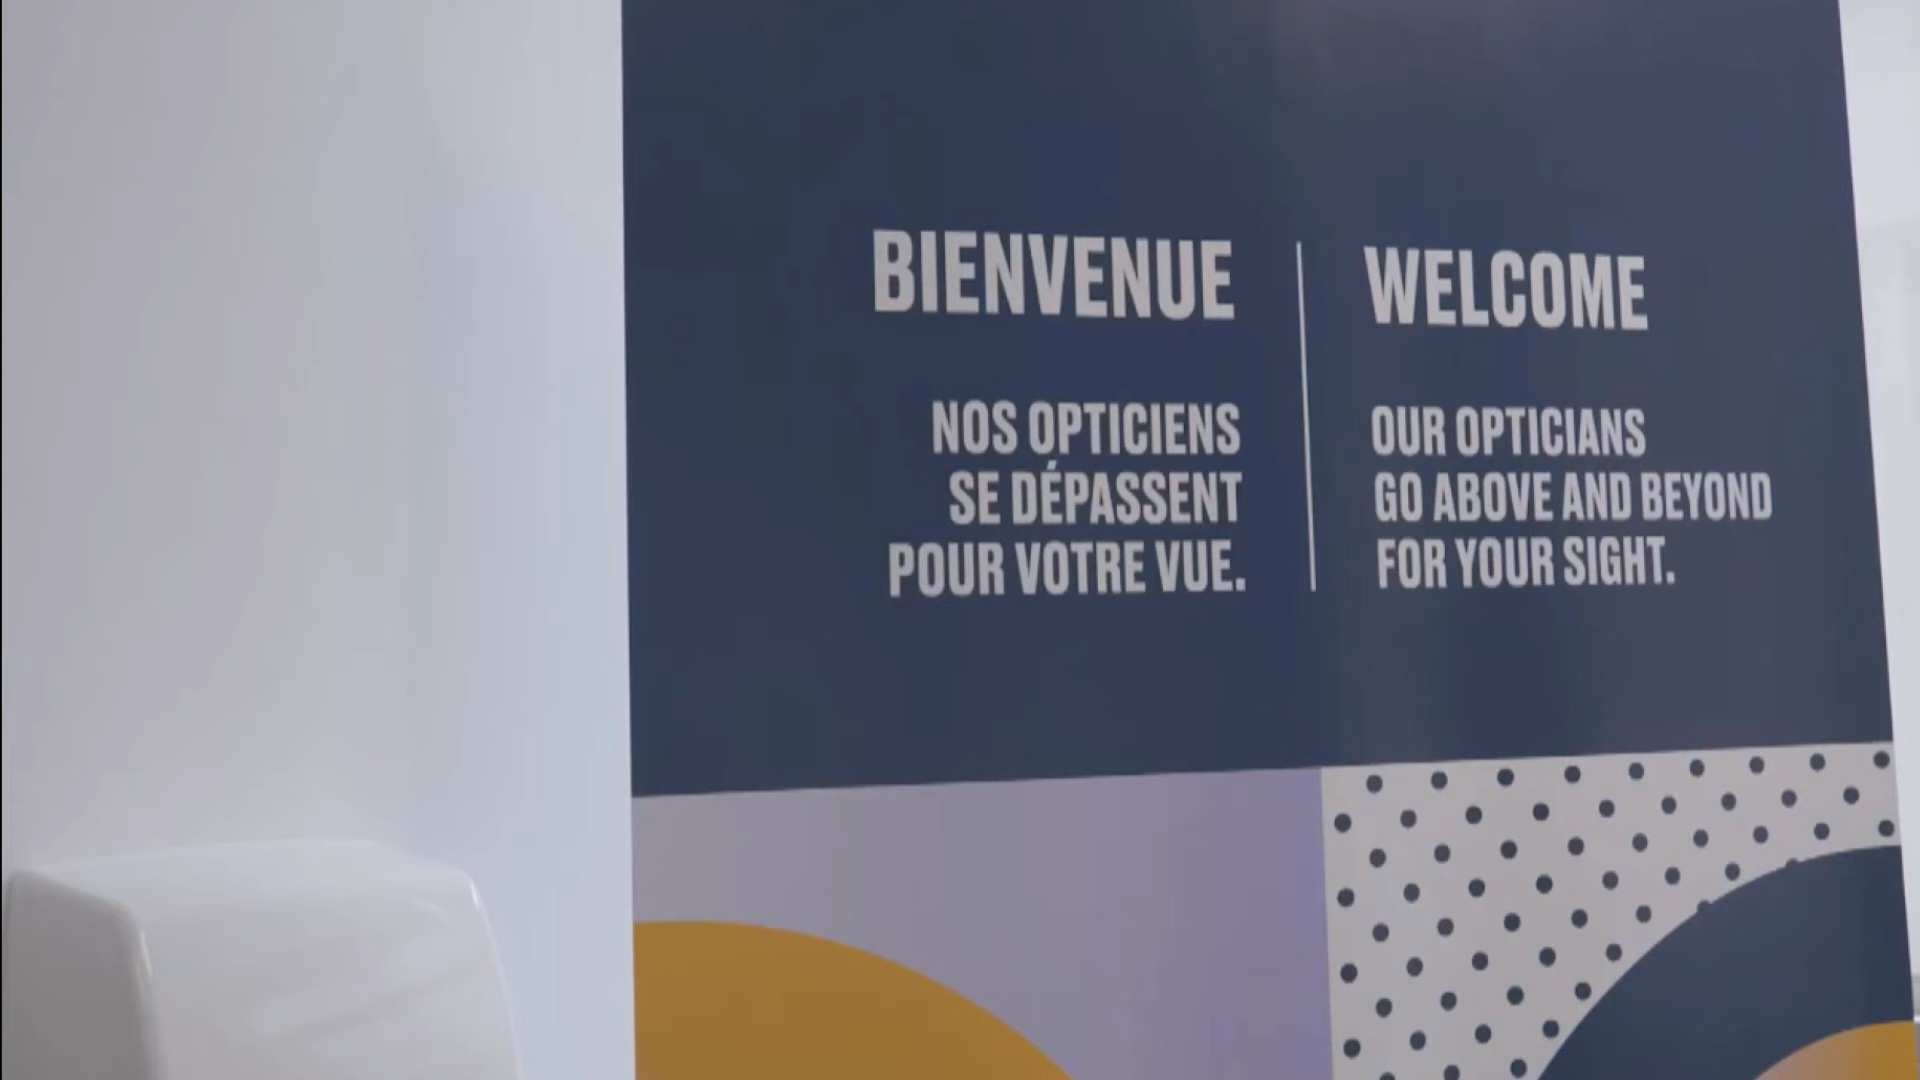 BIENVENUE
NOS OPTICIENS
SE DÉPASSENT
POUR VOTRE VUE.
WELCOME
OUR OPTICIANS
GO ABOVE AND BEYOND
FOR YOUR SIGHT.